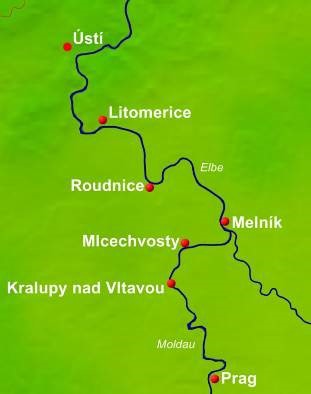 Ústí
Litomerice
Elbe
Roudnice
Melník
Mlcechvosty
Kralupy nad Vltavou
Moldau
Prag